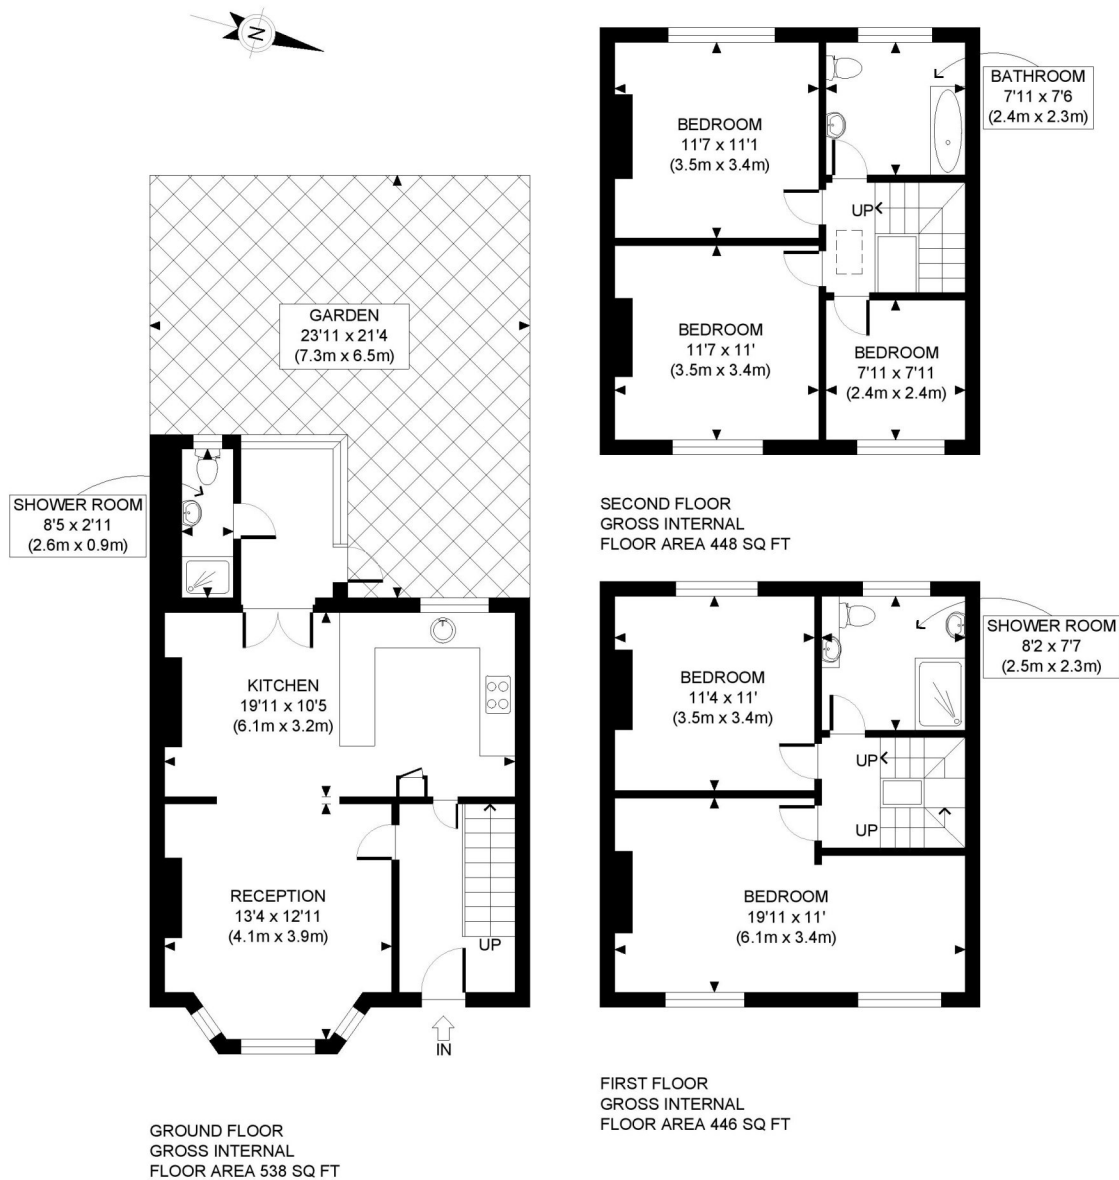 N
GARDEN
23'11 x 21'4
(7.3m x 6.5m)
SHOWER ROOM
8'5 x 2'11
(2.6m x 0.9m)
KITCHEN
19'11 x 10'5
(6.1m x 3.2m)
RECEPTION
13'4 x 12'11
(4.1m x 3.9m)
UP
IN
GROUND FLOOR
GROSS INTERNAL
FLOOR AREA 538 SQ FT
BEDROOM
11'7 x 11'1
(3.5m x 3.4m)
BATHROOM
7'11 x 7'6
(2.4m x 2.3m)
UP
BEDROOM
11'7 x 11'
(3.5m x 3.4m)
BEDROOM
7'11 x 7'11
(2.4m x 2.4m)
SECOND FLOOR
GROSS INTERNAL
FLOOR AREA 448 SQ FT
SHOWER ROOM
8'2 x 7'7
(2.5m x 2.3m)
BEDROOM
11'4 x 11'
(3.5m x 3.4m)
UP
UP
BEDROOM
19'11 x 11'
(6.1m x 3.4m)
FIRST FLOOR
GROSS INTERNAL
FLOOR AREA 446 SQ FT